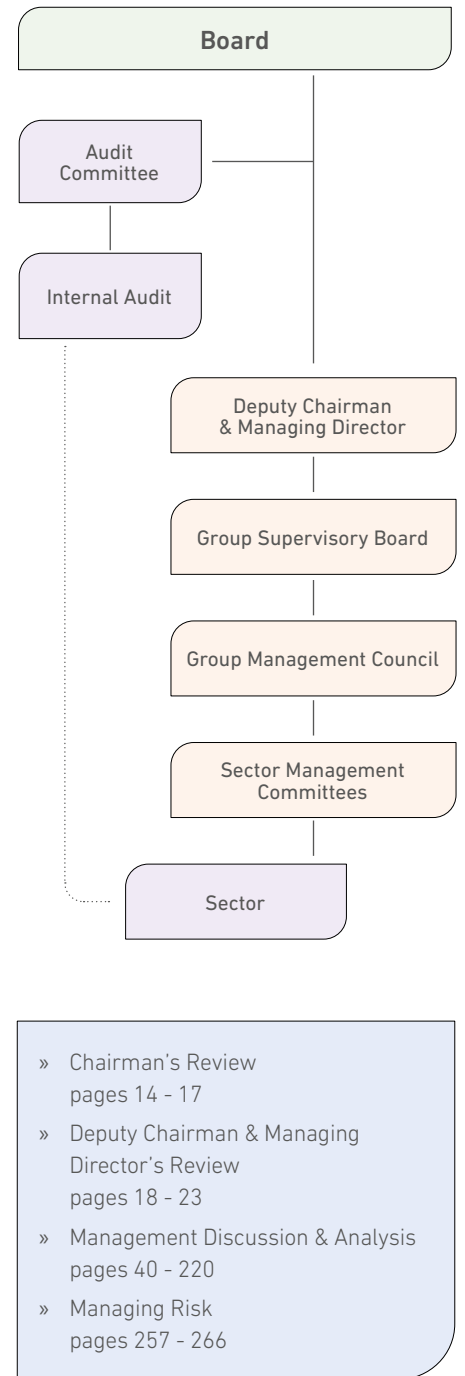 Board
Audit
Committee
Internal Audit
Deputy Chairman
& Managing Director
Group Supervisory Board
Group Management Council
Sector Management
Committees
Sector
» Chairman's Review
pages 14 - 17
» Deputy Chairman & Managing
Director's Review
pages 18 - 23
» Management Discussion & Analysis
pages 40 - 220
» Managing Risk
pages 257 - 266